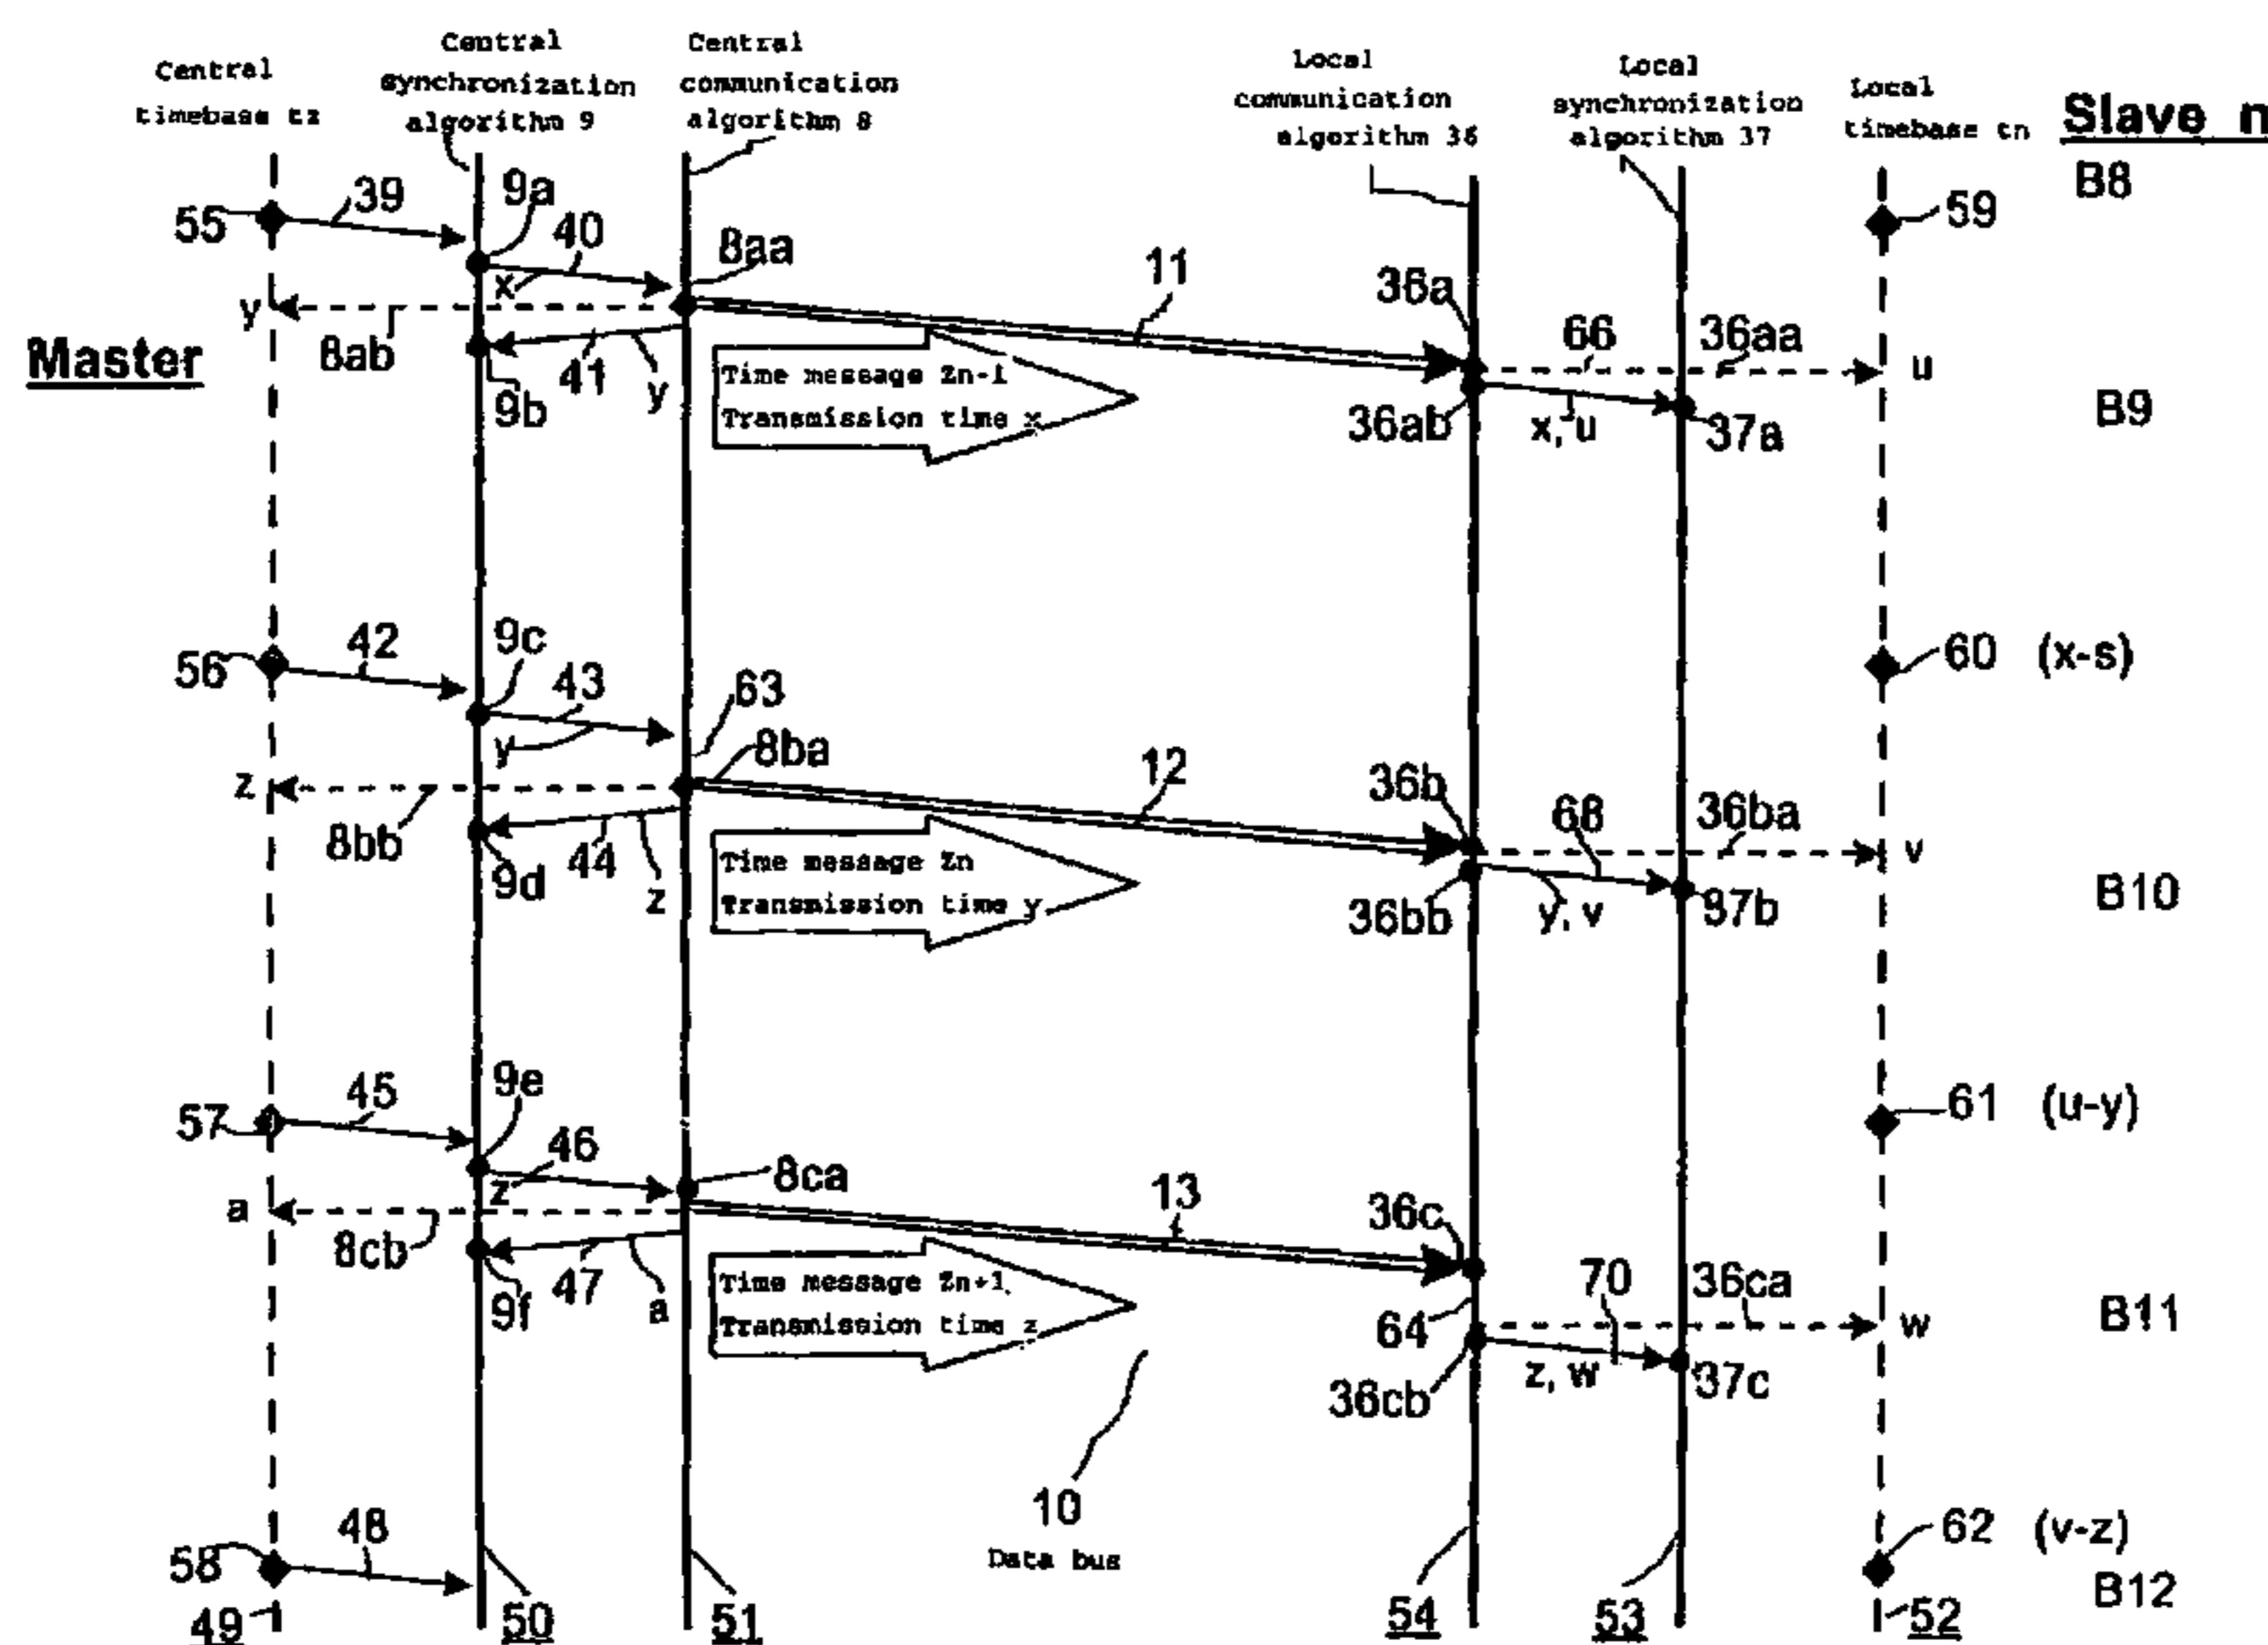 Central
timebase tz
Central
synchronization
algorithm 9
Central
communication
algorithm 8
Local
communication
algorithm 36
Local
synchronization
algorithm 37
Local
timebase tn
Slave n
B8
55
39
9a
40
x
8aa
11
36a
66
36aa
59
y
8ab
41
y
9b
Master
Time message Zn-1
Transmission time x
36ab
x, u
37a
u
B9
56
42
9c
43
y
63
8ba
12
36b
68
36ba
60 (x-s)
z
8bb
44
z
9d
Time message Zn
Transmission time y
36bb
y, v
37b
v
B10
57
45
9e
46
z
8ca
13
36c
70
36ca
61 (u-y)
a
8cb
47
a
9f
Time message Zn+1
Transmission time z
64
36cb
z, w
37c
w
B11
58
48
10
Data bus
62 (v-z)
B12
49
50
51
54
53
52